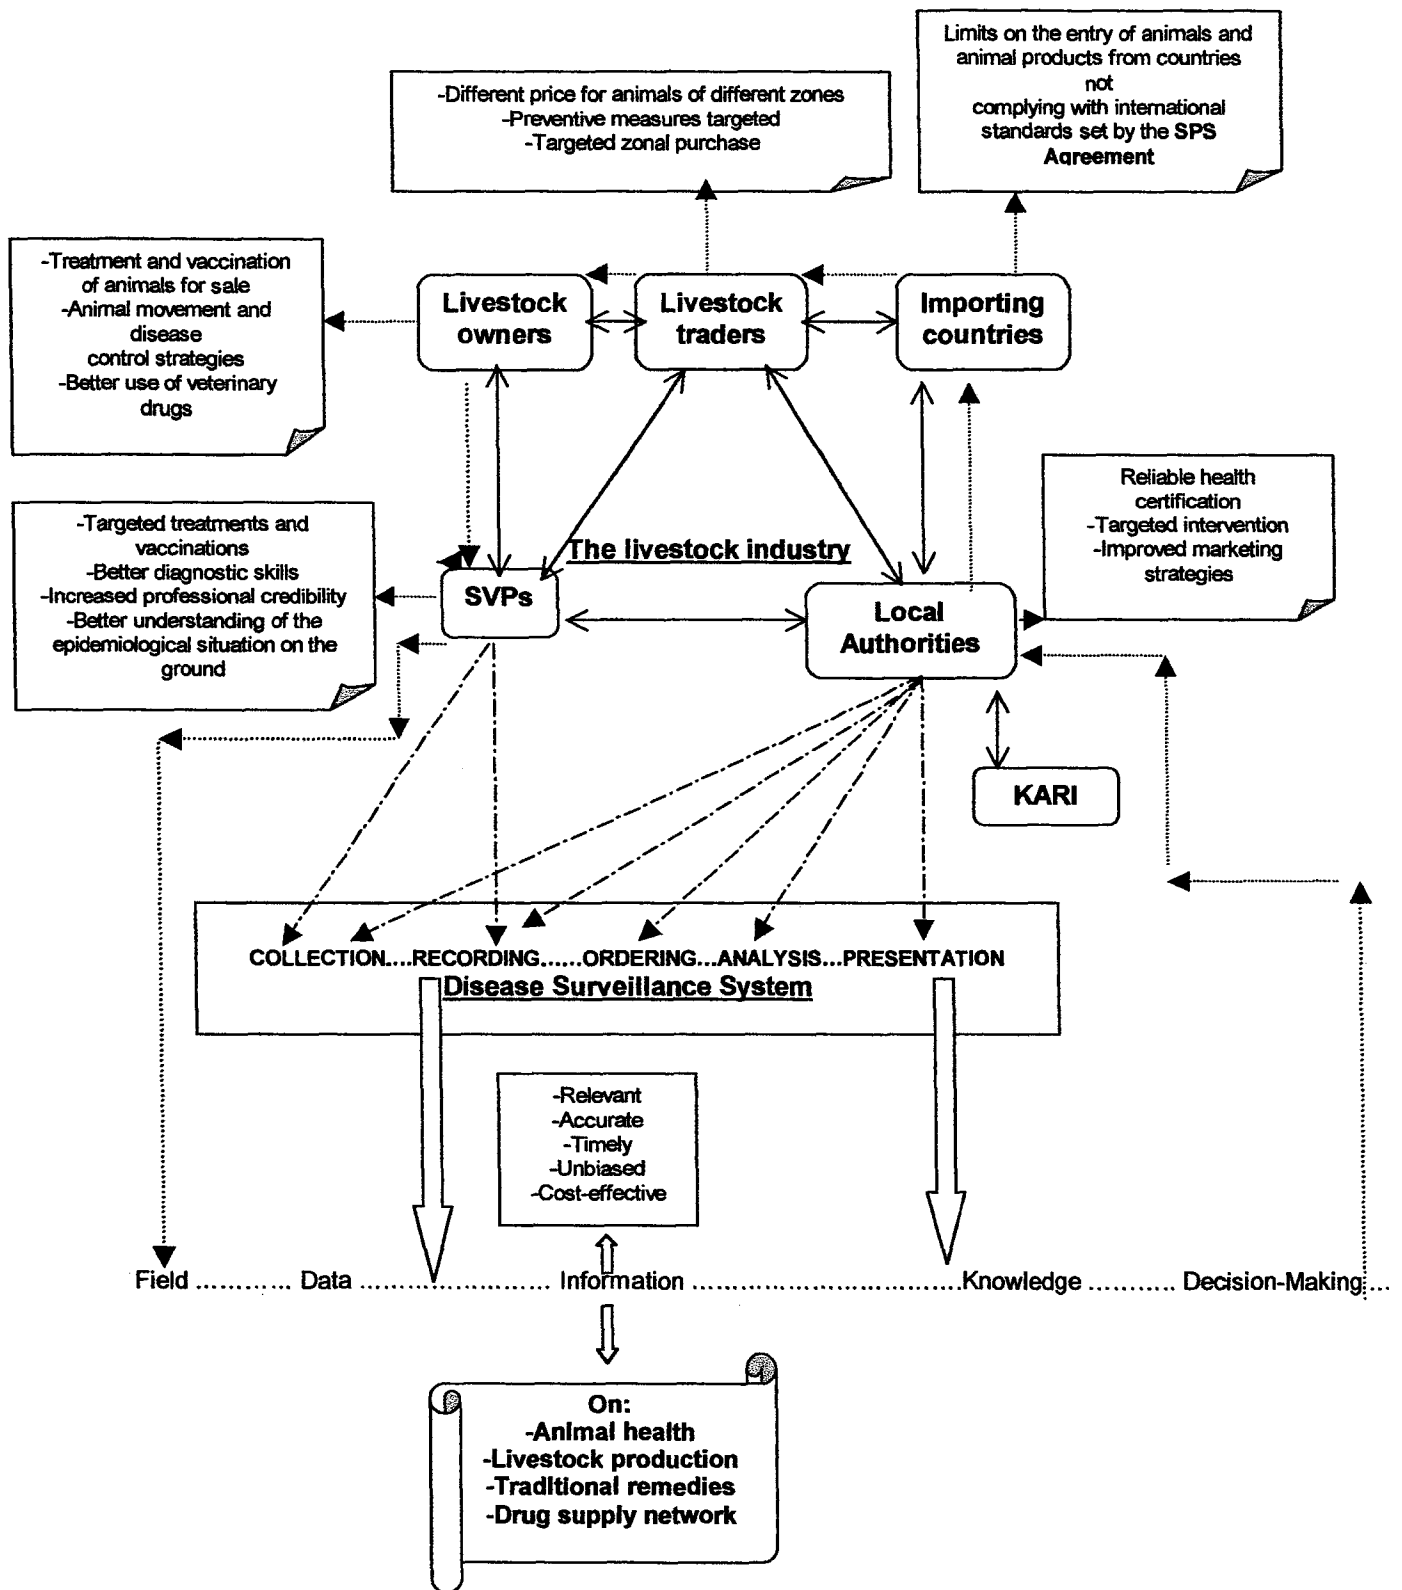 Limits on the entry of animals and
animal products from countries
not
complying with international
standards set by the SPS
Agreement
-Different price for animals of different zones
-Preventive measures targeted
-Targeted zonal purchase
-Treatment and vaccination
of animals for sale
-Animal movement and
disease
control strategies
-Better use of veterinary
drugs
Livestock
owners
Livestock
traders
Importing
countries
Reliable health
certification
-Targeted intervention
-Improved marketing
strategies
-Targeted treatments and
vaccinations
-Better diagnostic skills
-Increased professional credibility
-Better understanding of the
epidemiological situation on the
ground
The livestock industry
SVPs
Local
Authorities
KARI
COLLECTION....RECORDING......ORDERING...ANALYSIS...PRESENTATION
Disease Surveillance System
-Relevant
-Accurate
-Timely
-Unbiased
-Cost-effective
Field ............ Data ........................ Information .................................. Knowledge ........... Decision-Making ...
On:
-Animal health
-Livestock production
-Traditional remedies
-Drug supply network